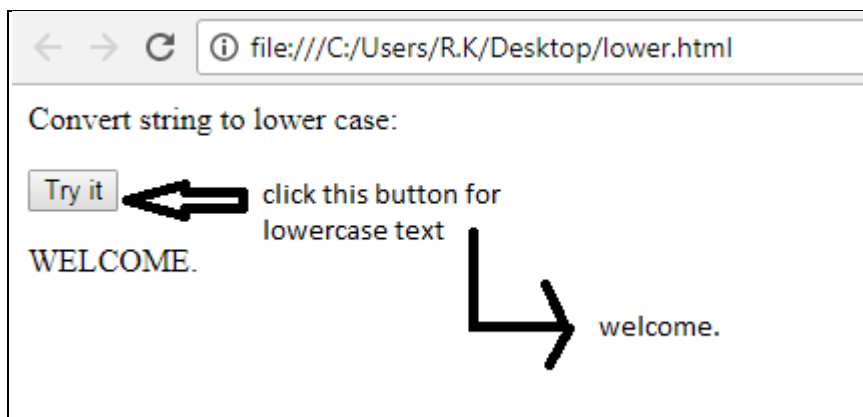 file:///C:/Users/R.K/Desktop/lower.html
Convert string to lower case:
Try it
click this button for
lowercase text
WELCOME.
welcome.